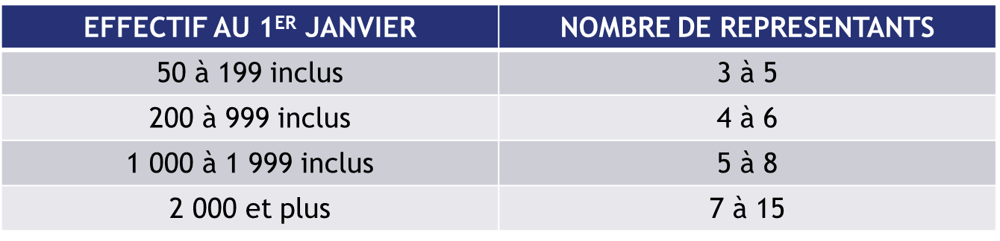 EFFECTIF AU 1ER JANVIER NOMBRE DE REPRESENTANTS
50 à 199 inclus 3 à 5
200 à 999 inclus 4 à 6
1 000 à 1 999 inclus 5 à 8
2 000 et plus 7 à 15